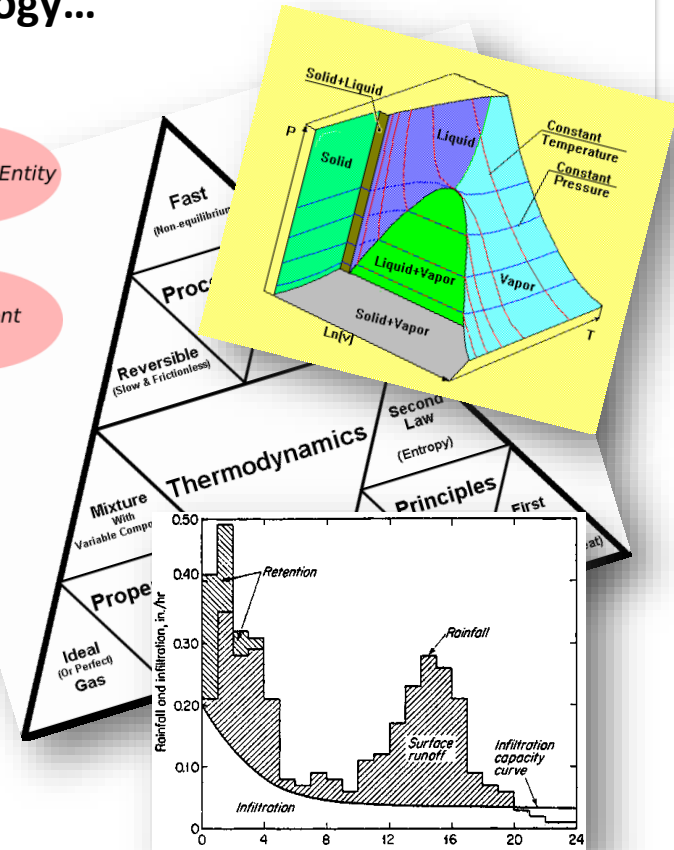 ogy...
Entity
nt
Solid+Liquid
P
Solid
Liquid
Constant
Temperature
Constant
Pressure
Liquid+Vapor
Vapor
Solid+Vapor
Ln[v]
T
Fast
(Non-equilibriu
Proc
Reversible
(Slow & Frictionless)
Second
Law
(Entropy)
Thermodynamics
Principles
First
eat)
Mixture
With
Variable Compo
Prope
Ideal
(Or Perfect)
Gas
Rainfall and infiltration, in./hr
0.50
0.40
0.30
0.20
0.10
0
Retention
Rainfall
Surface
runoff
Infiltration
capacity
curve
Infiltration
0 4 8 12 16 20 24